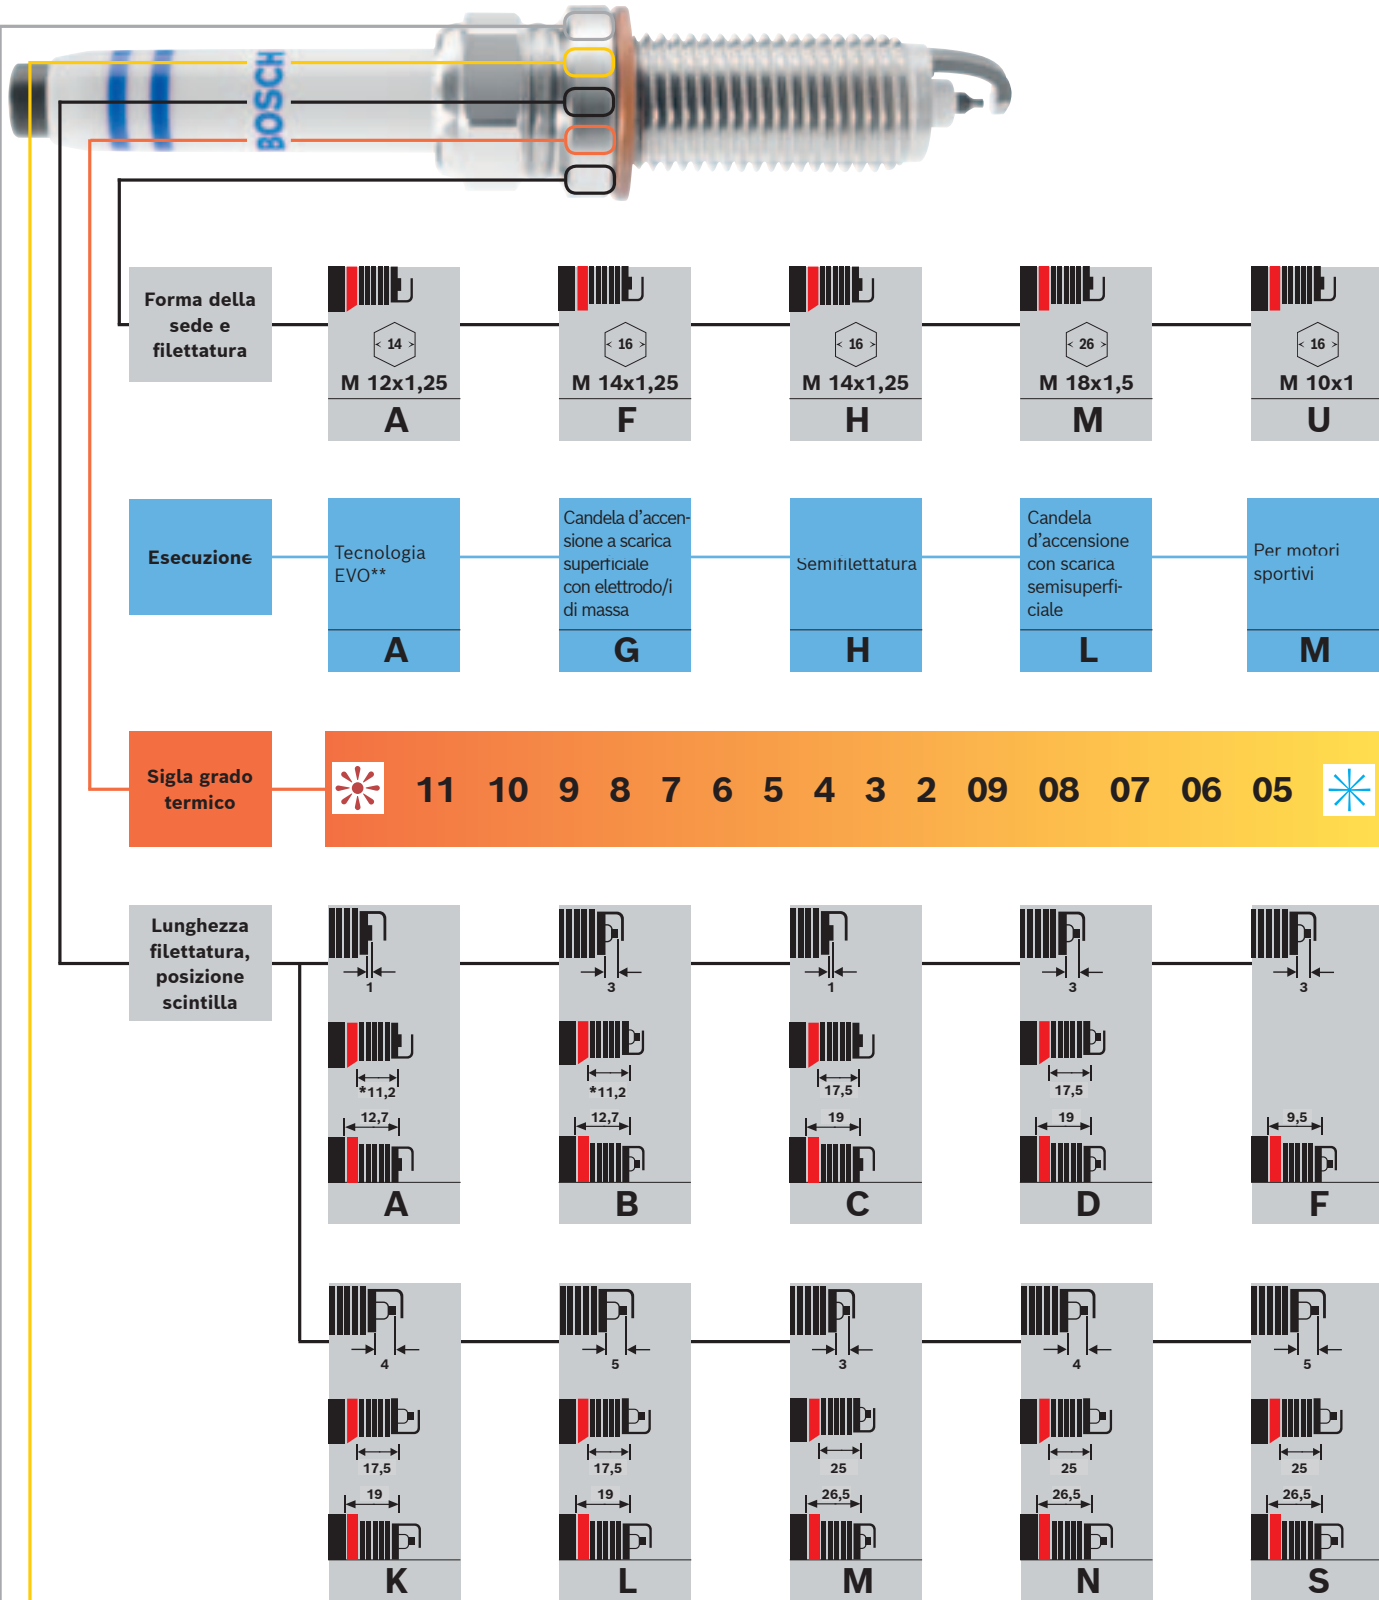 BOSCH
Forma della
sede e
filettatura
14
M 12x1,25
A
16
M 14x1,25
F
16
M 14x1,25
H
26
M 18x1,5
M
16
M 10x1
U
Esecuzione
Tecnologia
EVO**
A
Candela d'accen-
sione a scarica
superficiale
con elettrodo/i
di massa
G
Semifilettatura
H
Candela
d'accensione
con scarica
semisuperfi-
ciale
L
Per motori
sportivi
M
Sigla grado
termico
11 10 9 8 7 6 5 4 3 2 09 08 07 06 05
Lunghezza
filettatura,
posizione
scintilla
1
*11,2
12,7
A
3
*11,2
12,7
B
1
17,5
19
C
3
17,5
19
D
3
9,5
F
4
17,5
19
K
5
17,5
19
L
3
25
26,5
M
4
25
26,5
N
5
25
26,5
S